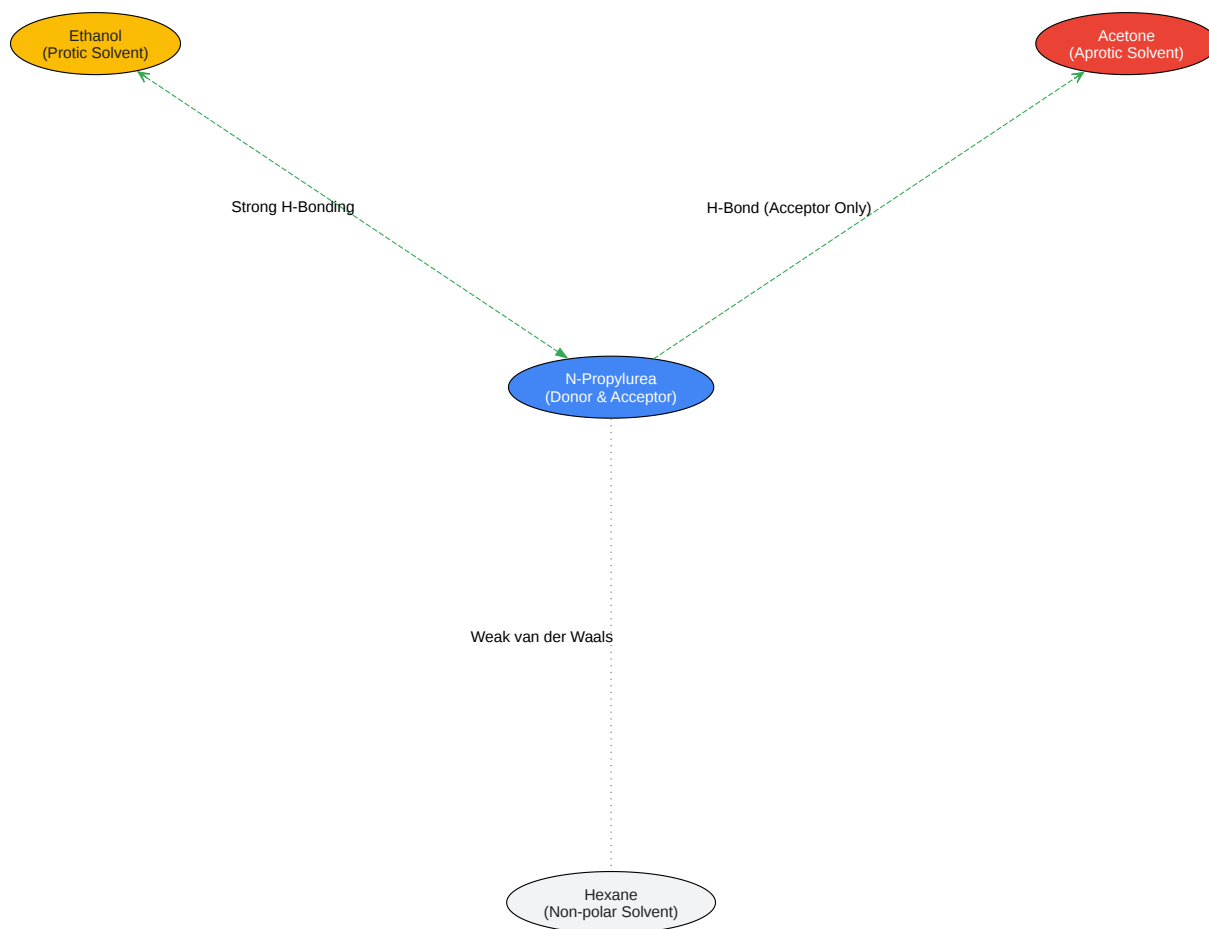 Ethanol
(Protic Solvent)
Acetone
(Aprotic Solvent)
Strong H-Bonding
H-Bond (Acceptor Only)
N-Propylurea
(Donor & Acceptor)
Weak van der Waals
Hexane
(Non-polar Solvent)